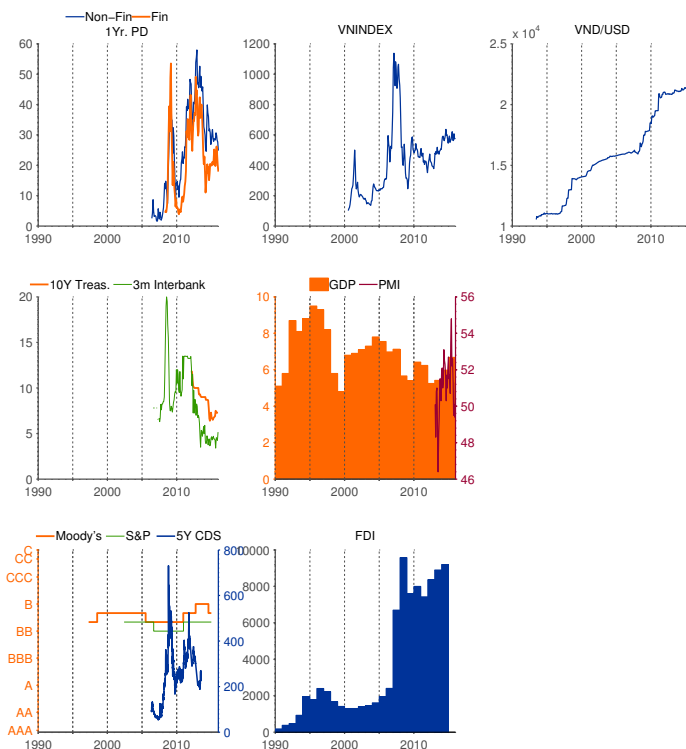 Non−Fin Fin
1Yr. PD
60
50
40
30
20
10
0
1990 2000 2010
VNINDEX
1200
1000
800
600
400
200
0
1990 2000 2010
VND/USD
2.5 x 10^4
2
1.5
1
1990 2000 2010
10Y Treas. 3m Interbank
20
15
10
5
0
1990 2000 2010
GDP PMI
10
8
6
4
2
0
56
54
52
50
48
46
1990 2000 2010
Moody's S&P 5Y CDS
C
CC
CCC
B
BB
BBB
A
AA
AAA
800
600
400
200
0
1990 2000 2010
FDI
10000
8000
6000
4000
2000
0
1990 2000 2010